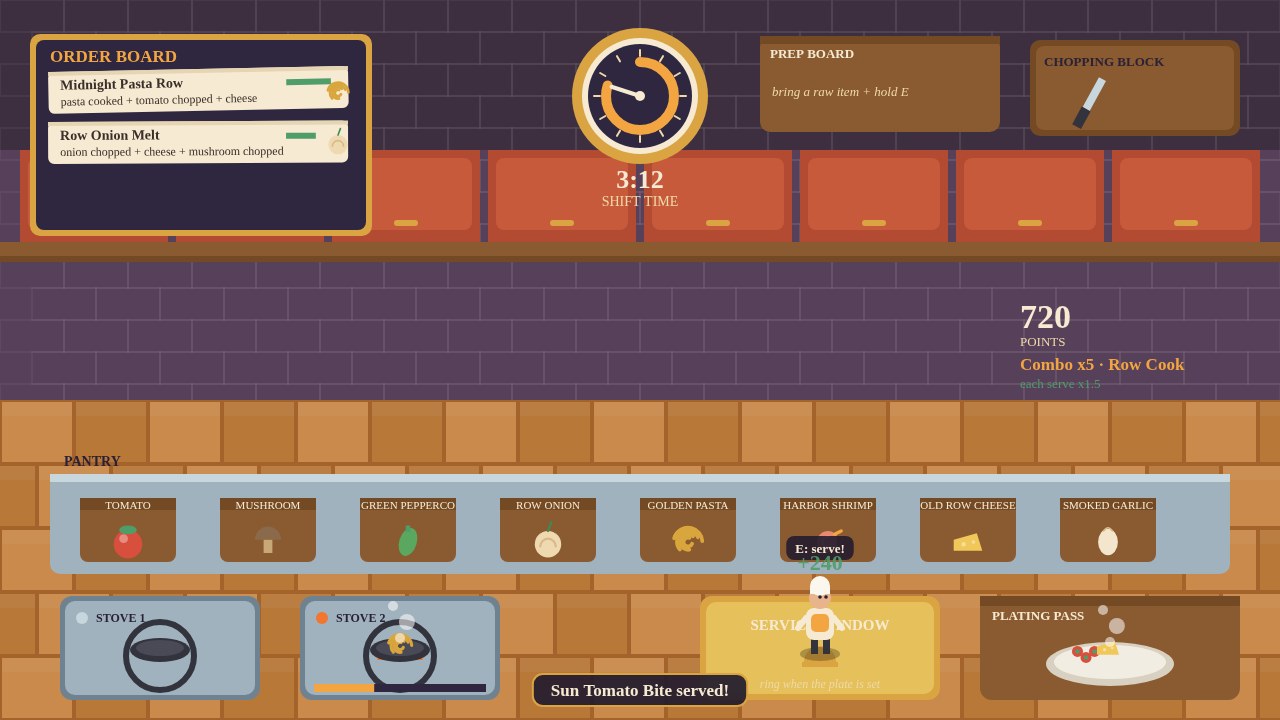 ORDER BOARD
Midnight Pasta Row
pasta cooked + tomato chopped + cheese
Row Onion Melt
onion chopped + cheese + mushroom chopped
3:12
SHIFT TIME
PREP BOARD
bring a raw item + hold E
CHOPPING BLOCK
720
POINTS
Combo x5 · Row Cook
each serve x1.5
PANTRY
TOMATO
MUSHROOM
GREEN PEPPERCO
ROW ONION
GOLDEN PASTA
HARBOR SHRIMP
OLD ROW CHEESE
SMOKED GARLIC
E: serve!
+240
STOVE 1
STOVE 2
SERVICE WINDOW
ring when the plate is set
PLATING PASS
Sun Tomato Bite served!